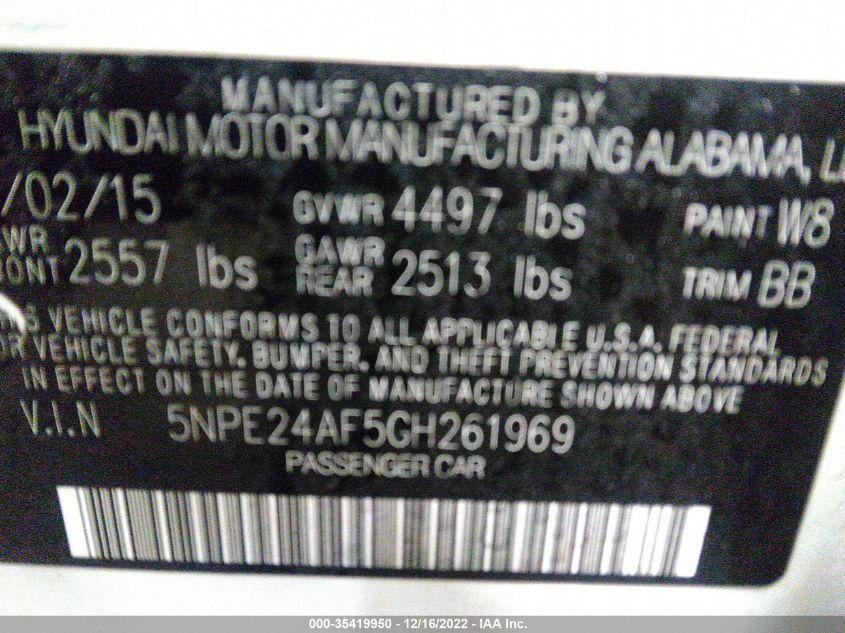 MANUFACTURED BY
HYUNDAI MOTOR MANUFACTURING ALABAMA,
/02/15 GVWR 4497 lbs PAINT W8
2557 lbs GAWR REAR 2513 lbs TRIM BB
VEHICLE CONFORMS TO ALL APPLICABLE U.S.A. FEDERAL
VEHICLE SAFETY, BUMPER, AND THEFT PREVENTION STANDARDS
IN EFFECT ON THE DATE OF MANUFACTURE SHOWN ABOVE
V.I.N 5NPE24AF5GH261969
PASSENGER CAR
000-35419950 - 12/16/2022 - IAA Inc.